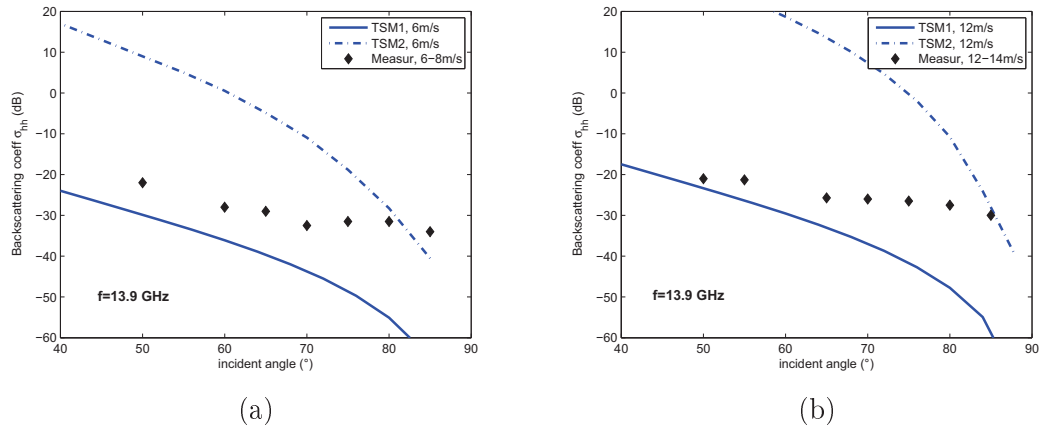 20
10
0
−10
−20
−30
−40
−50
−60
Backscattering coeff σhh (dB)
TSM1, 6m/s
TSM2, 6m/s
Measur, 6−8m/s
f=13.9 GHz
40 50 60 70 80 90
incident angle (°)
(a)
20
10
0
−10
−20
−30
−40
−50
−60
Backscattering coeff σhh (dB)
TSM1, 12m/s
TSM2, 12m/s
Measur, 12−14m/s
f=13.9 GHz
40 50 60 70 80 90
incident angle (°)
(b)